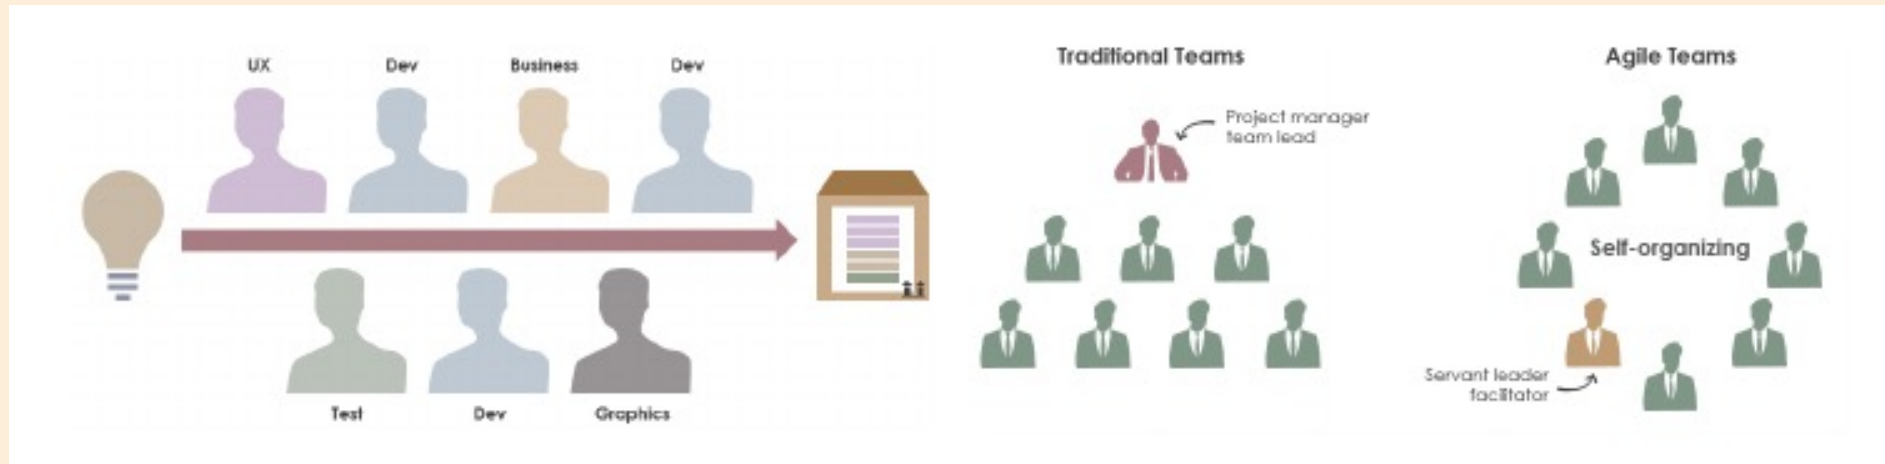 UX
Dev
Business
Dev
Test
Dev
Graphics
Traditional Teams
Project manager
team lead
Agile Teams
Self-organizing
Servant leader
facilitator